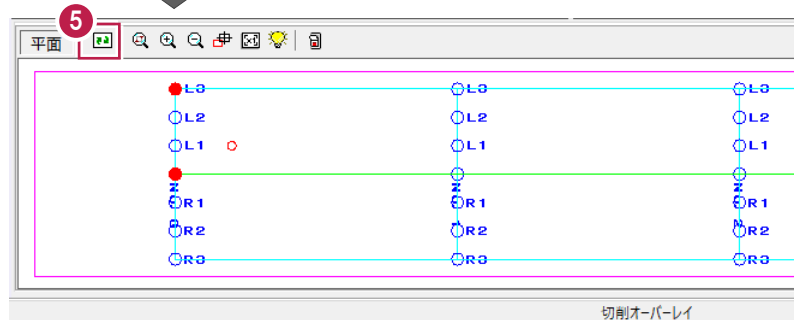 5
平面
L3 L3 L3
L2 L2 L2
L1 L1 L1
R1 R1 R1
R2 R2 R2
R3 R3 R3
切削オーバーレイ